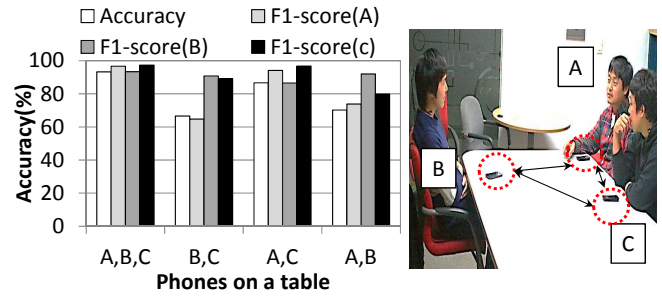 Accuracy F1-score(A)
F1-score(B) F1-score(c)
Accuracy(%)
100
80
60
40
20
0
A,B,C B,C A,C A,B
Phones on a table
A
B
C